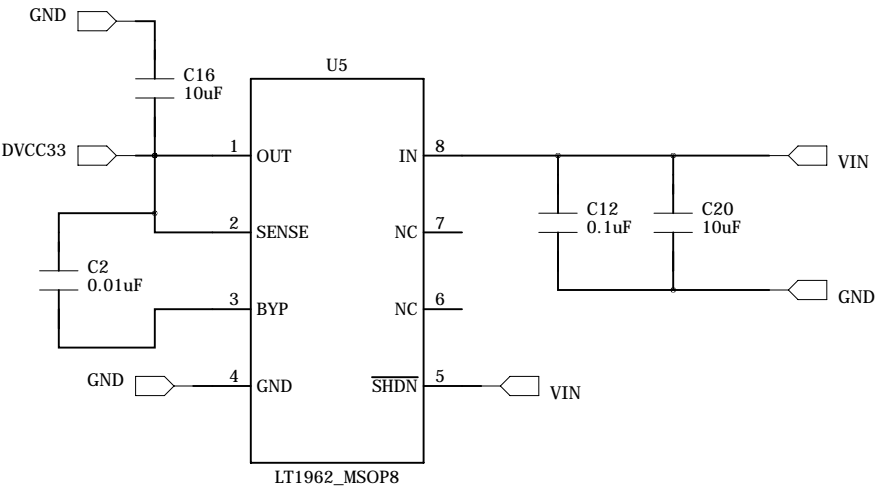 GND
U5
C16
10uF
DVCC33
1
OUT
IN
8
VIN
C12
0.1uF
C20
10uF
2
SENSE
NC
7
C2
0.01uF
3
BYP
NC
6
GND
GND
4
GND
SHDN
5
VIN
LT1962_MSOP8